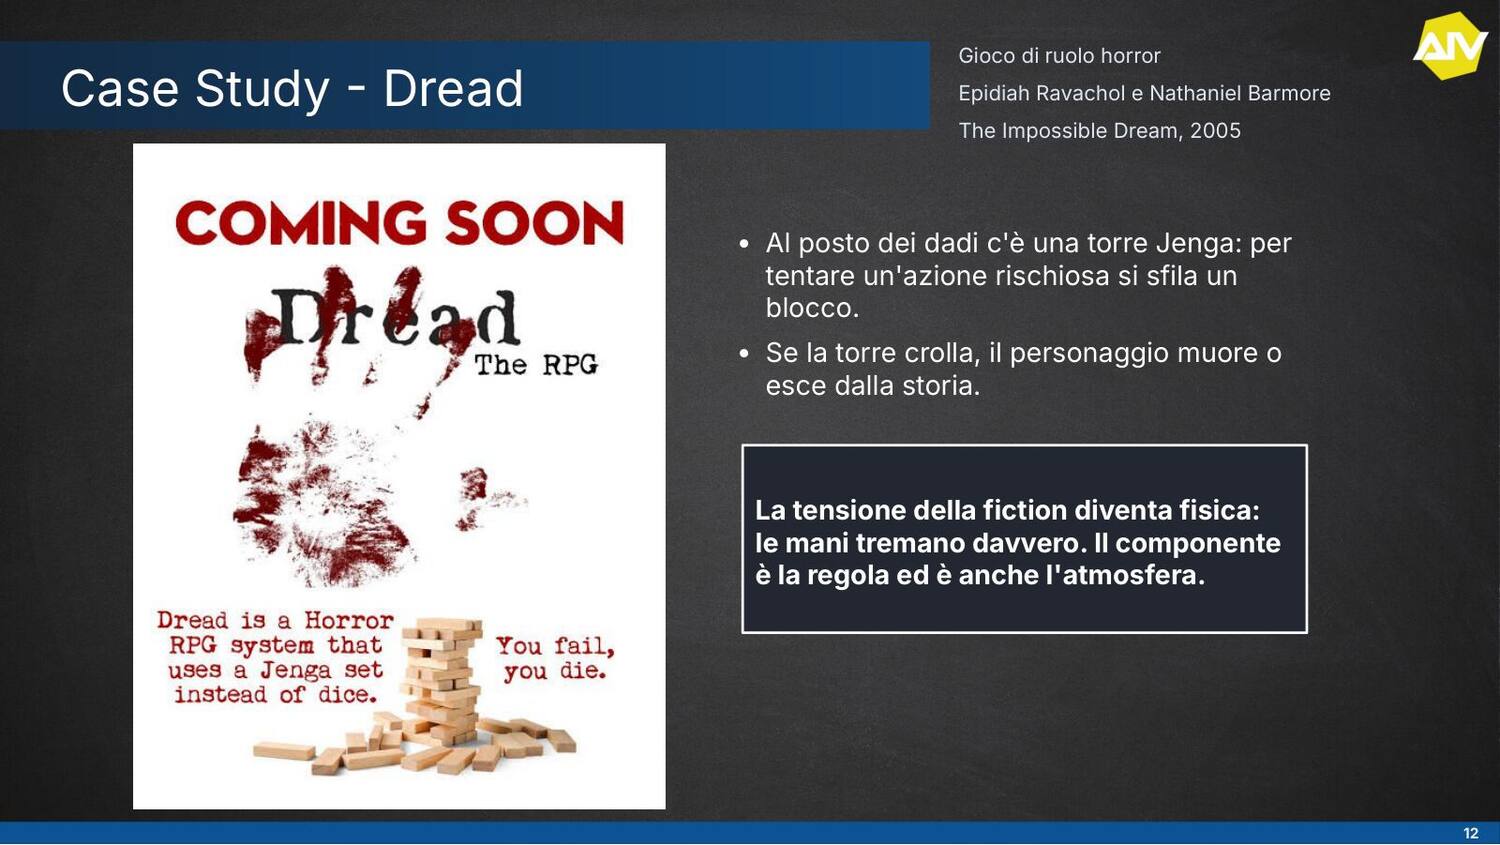 Case Study - Dread
Gioco di ruolo horror
Epidiah Ravachol e Nathaniel Barmore
The Impossible Dream, 2005
AIV
COMING SOON
Dread
The RPG
Dread is a Horror
RPG system that
uses a Jenga set
instead of dice.
You fail,
you die.
• Al posto dei dadi c'è una torre Jenga: per
tentare un'azione rischiosa si sfila un
blocco.
• Se la torre crolla, il personaggio muore o
esce dalla storia.
La tensione della fiction diventa fisica:
le mani tremano davvero. Il componente
è la regola ed è anche l'atmosfera.
12